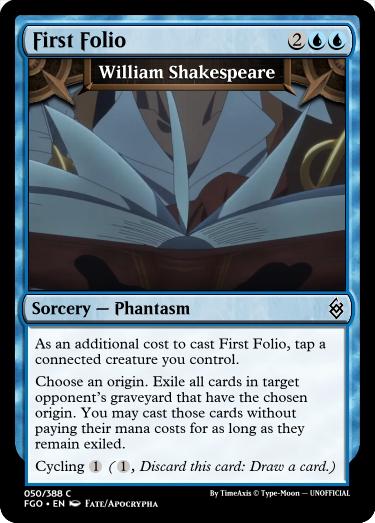 First Folio 2
William Shakespeare
Sorcery — Phantasm
As an additional cost to cast First Folio, tap a
connected creature you control.
Choose an origin. Exile all cards in target
opponent's graveyard that have the chosen
origin. You may cast those cards without
paying their mana costs for as long as they
remain exiled.
Cycling 1 ( 1, Discard this card: Draw a card.)
050/388 C
FGO • EN Fate/Apocrypha
By TimeAxis © Type-Moon — UNOFFICIAL